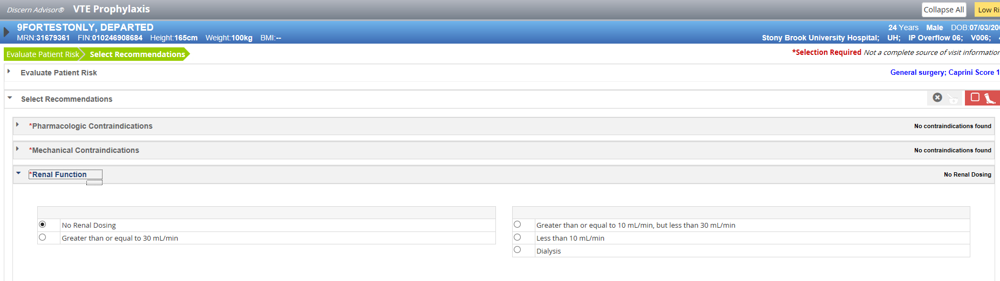 Discern Advisor® VTE Prophylaxis Collapse All Low Ri
9FORTESTONLY, DEPARTED 24 Years Male DOB:07/03/20
MRN:31679361 FIN:010246908684 Height:165cm Weight:100kg BMI:-- Stony Brook University Hospital; UH; IP Overflow 06; V006;
Evaluate Patient Risk Select Recommendations *Selection Required Not a complete source of visit information
Evaluate Patient Risk General surgery; Caprini Score 1
Select Recommendations
*Pharmacologic Contraindications No contraindications found
*Mechanical Contraindications No contraindications found
*Renal Function No Renal Dosing
No Renal Dosing Greater than or equal to 10 mL/min, but less than 30 mL/min
Greater than or equal to 30 mL/min Less than 10 mL/min
Dialysis